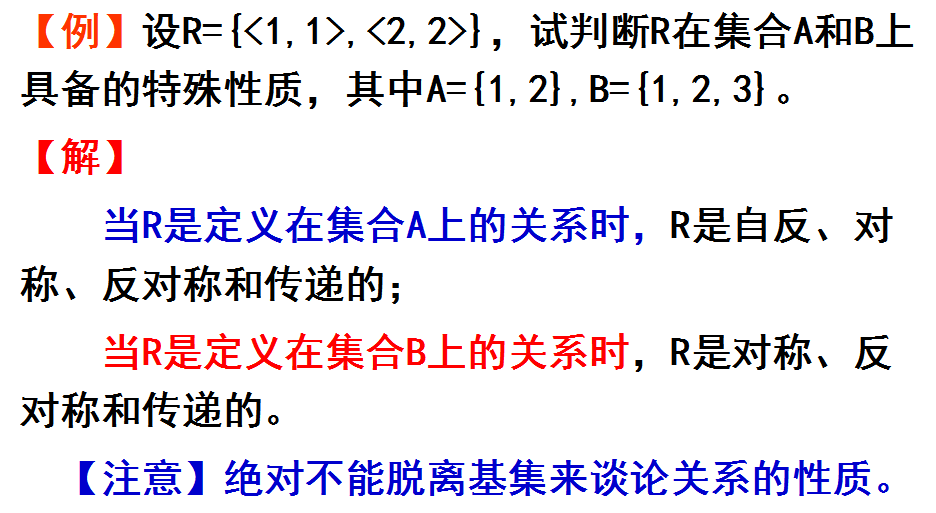 【例】设R={<1,1>,<2,2>}，试判断R在集合A和B上
具备的特殊性质，其中A={1,2},B={1,2,3}。
【解】
当R是定义在集合A上的关系时，R是自反、对
称、反对称和传递的；
当R是定义在集合B上的关系时，R是对称、反
对称和传递的。
【注意】绝对不能脱离基集来谈论关系的性质。